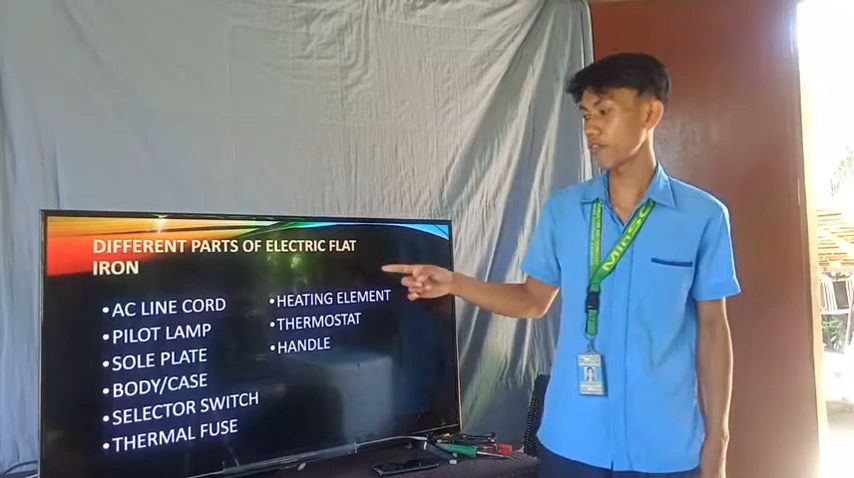 DIFFERENT PARTS OF ELECTRIC FLAT
IRON
•AC LINE CORD
•PILOT LAMP
•SOLE PLATE
•BODY/CASE
•SELECTOR SWITCH
•THERMAL FUSE
•HEATING ELEMENT
•THERMOSTAT
•HANDLE